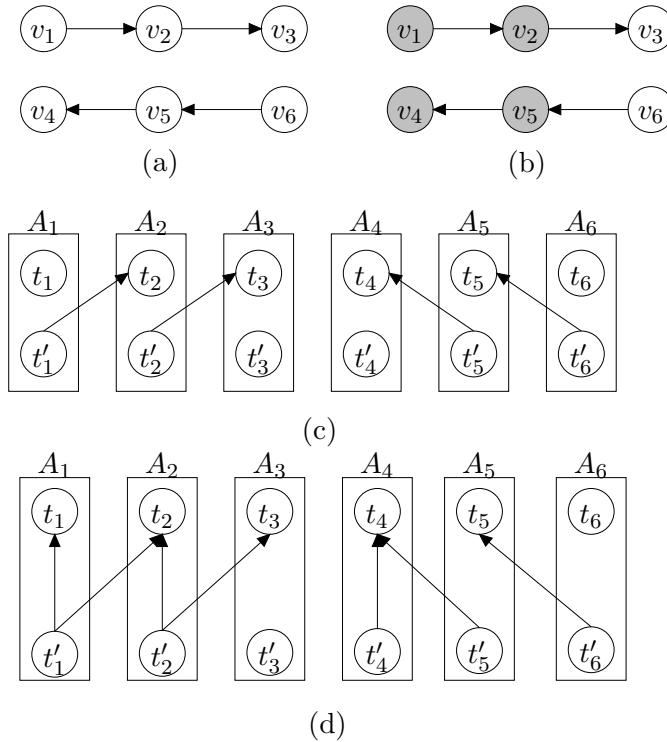 v1 v2 v3 v1 v2 v3
v4 v5 v6 v4 v5 v6
(a) (b)
A1 A2 A3 A4 A5 A6
t1 t2 t3 t4 t5 t6
t′1 t′2 t′3 t′4 t′5 t′6
(c)
A1 A2 A3 A4 A5 A6
t1 t2 t3 t4 t5 t6
t′1 t′2 t′3 t′4 t′5 t′6
(d)